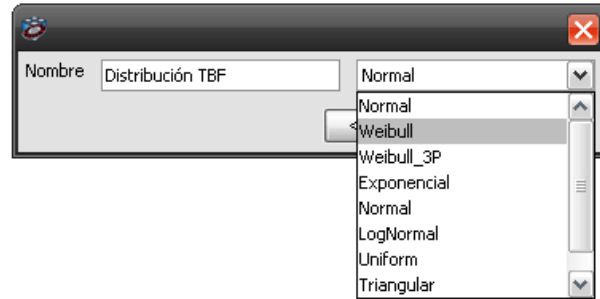 Nombre Distribución TBF Normal
Normal
<Weibull
Weibull_3P
Exponencial
Normal
LogNormal
Uniform
Triangular